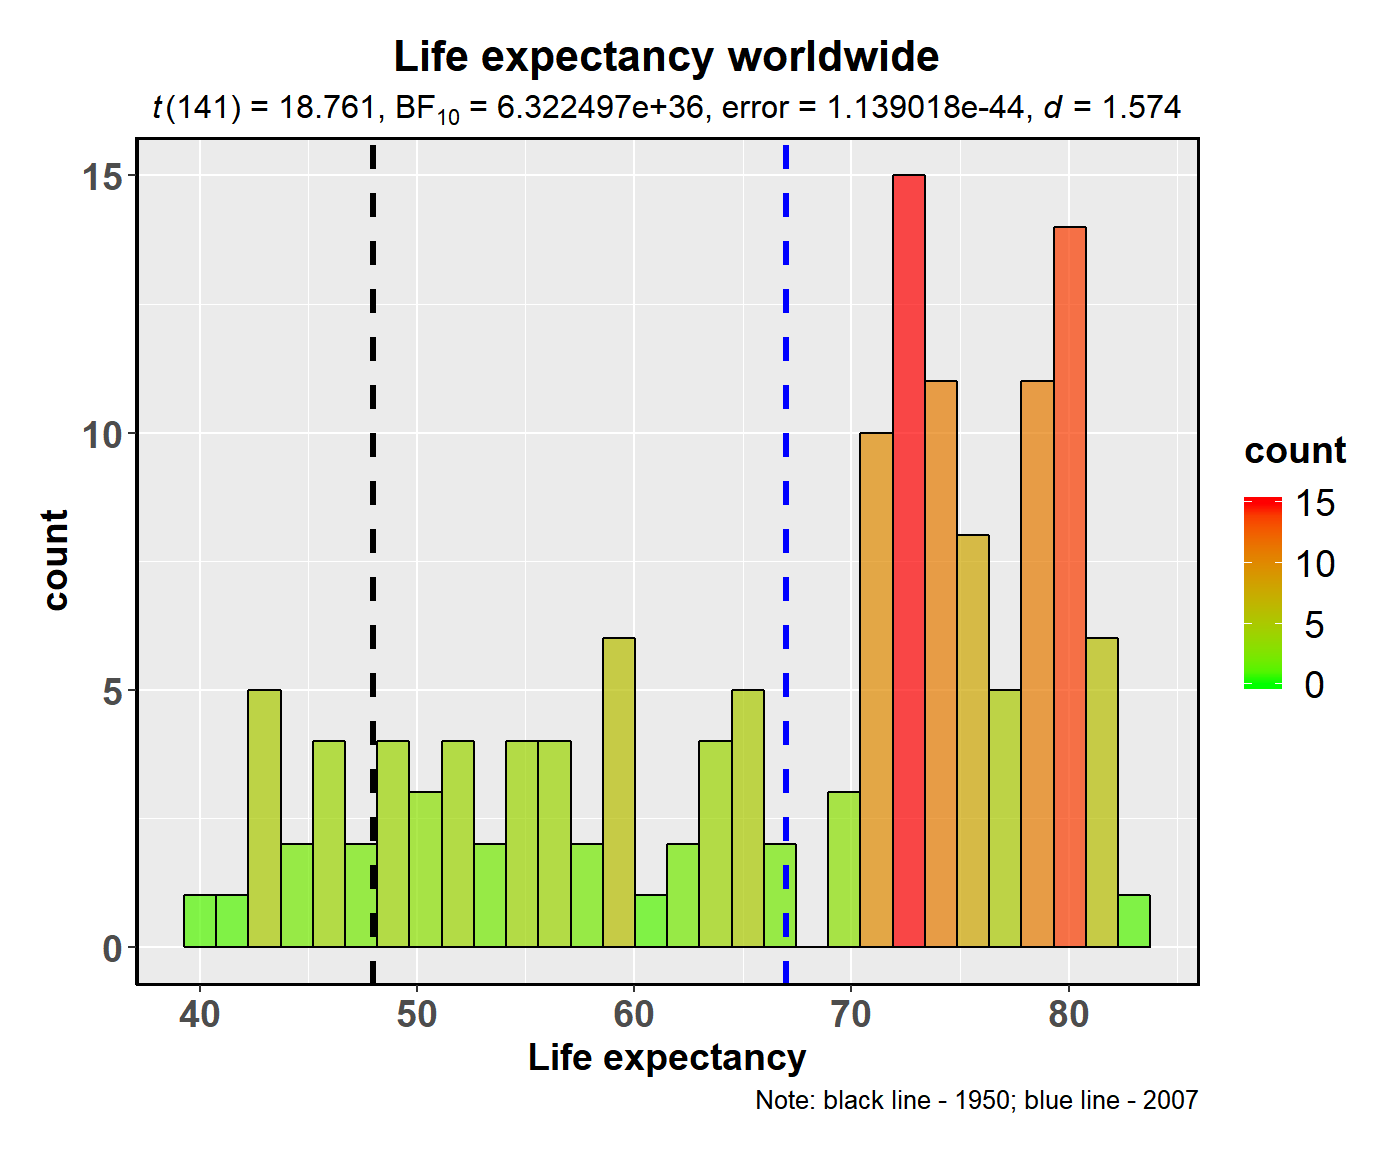 Life expectancy worldwide
t(141) = 18.761, BF10 = 6.322497e+36, error = 1.139018e-44, d = 1.574
15
10
5
0
count
40 50 60 70 80
Life expectancy
Note: black line - 1950; blue line - 2007
count
15
10
5
0